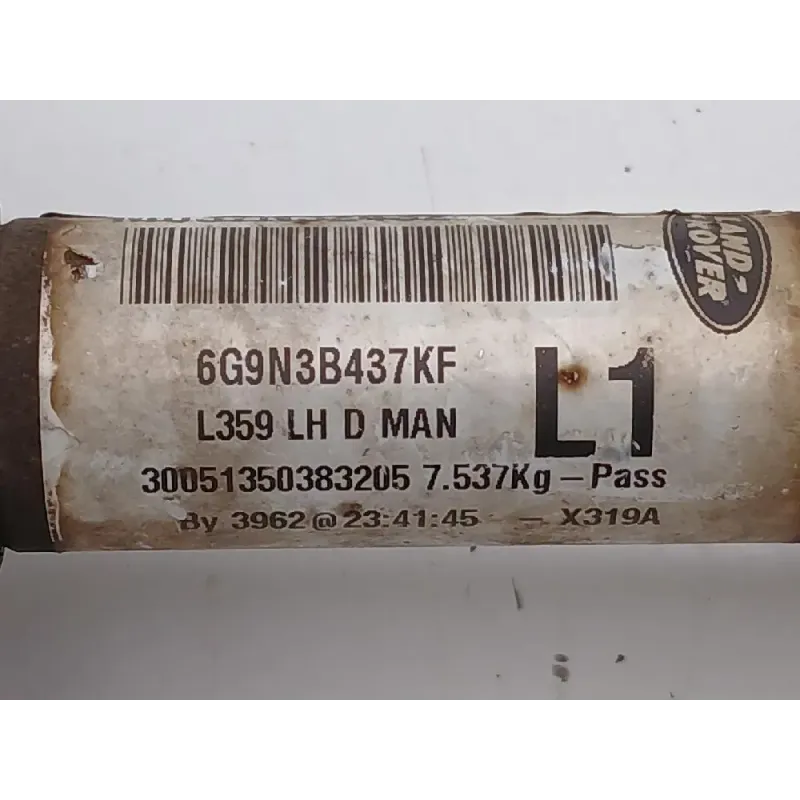 LAND
ROVER
6G9N3B437KF
L1
L359 LH D MAN
30051350383205 7.537Kg – Pass
By 3962 @ 23:41:45 – X319A